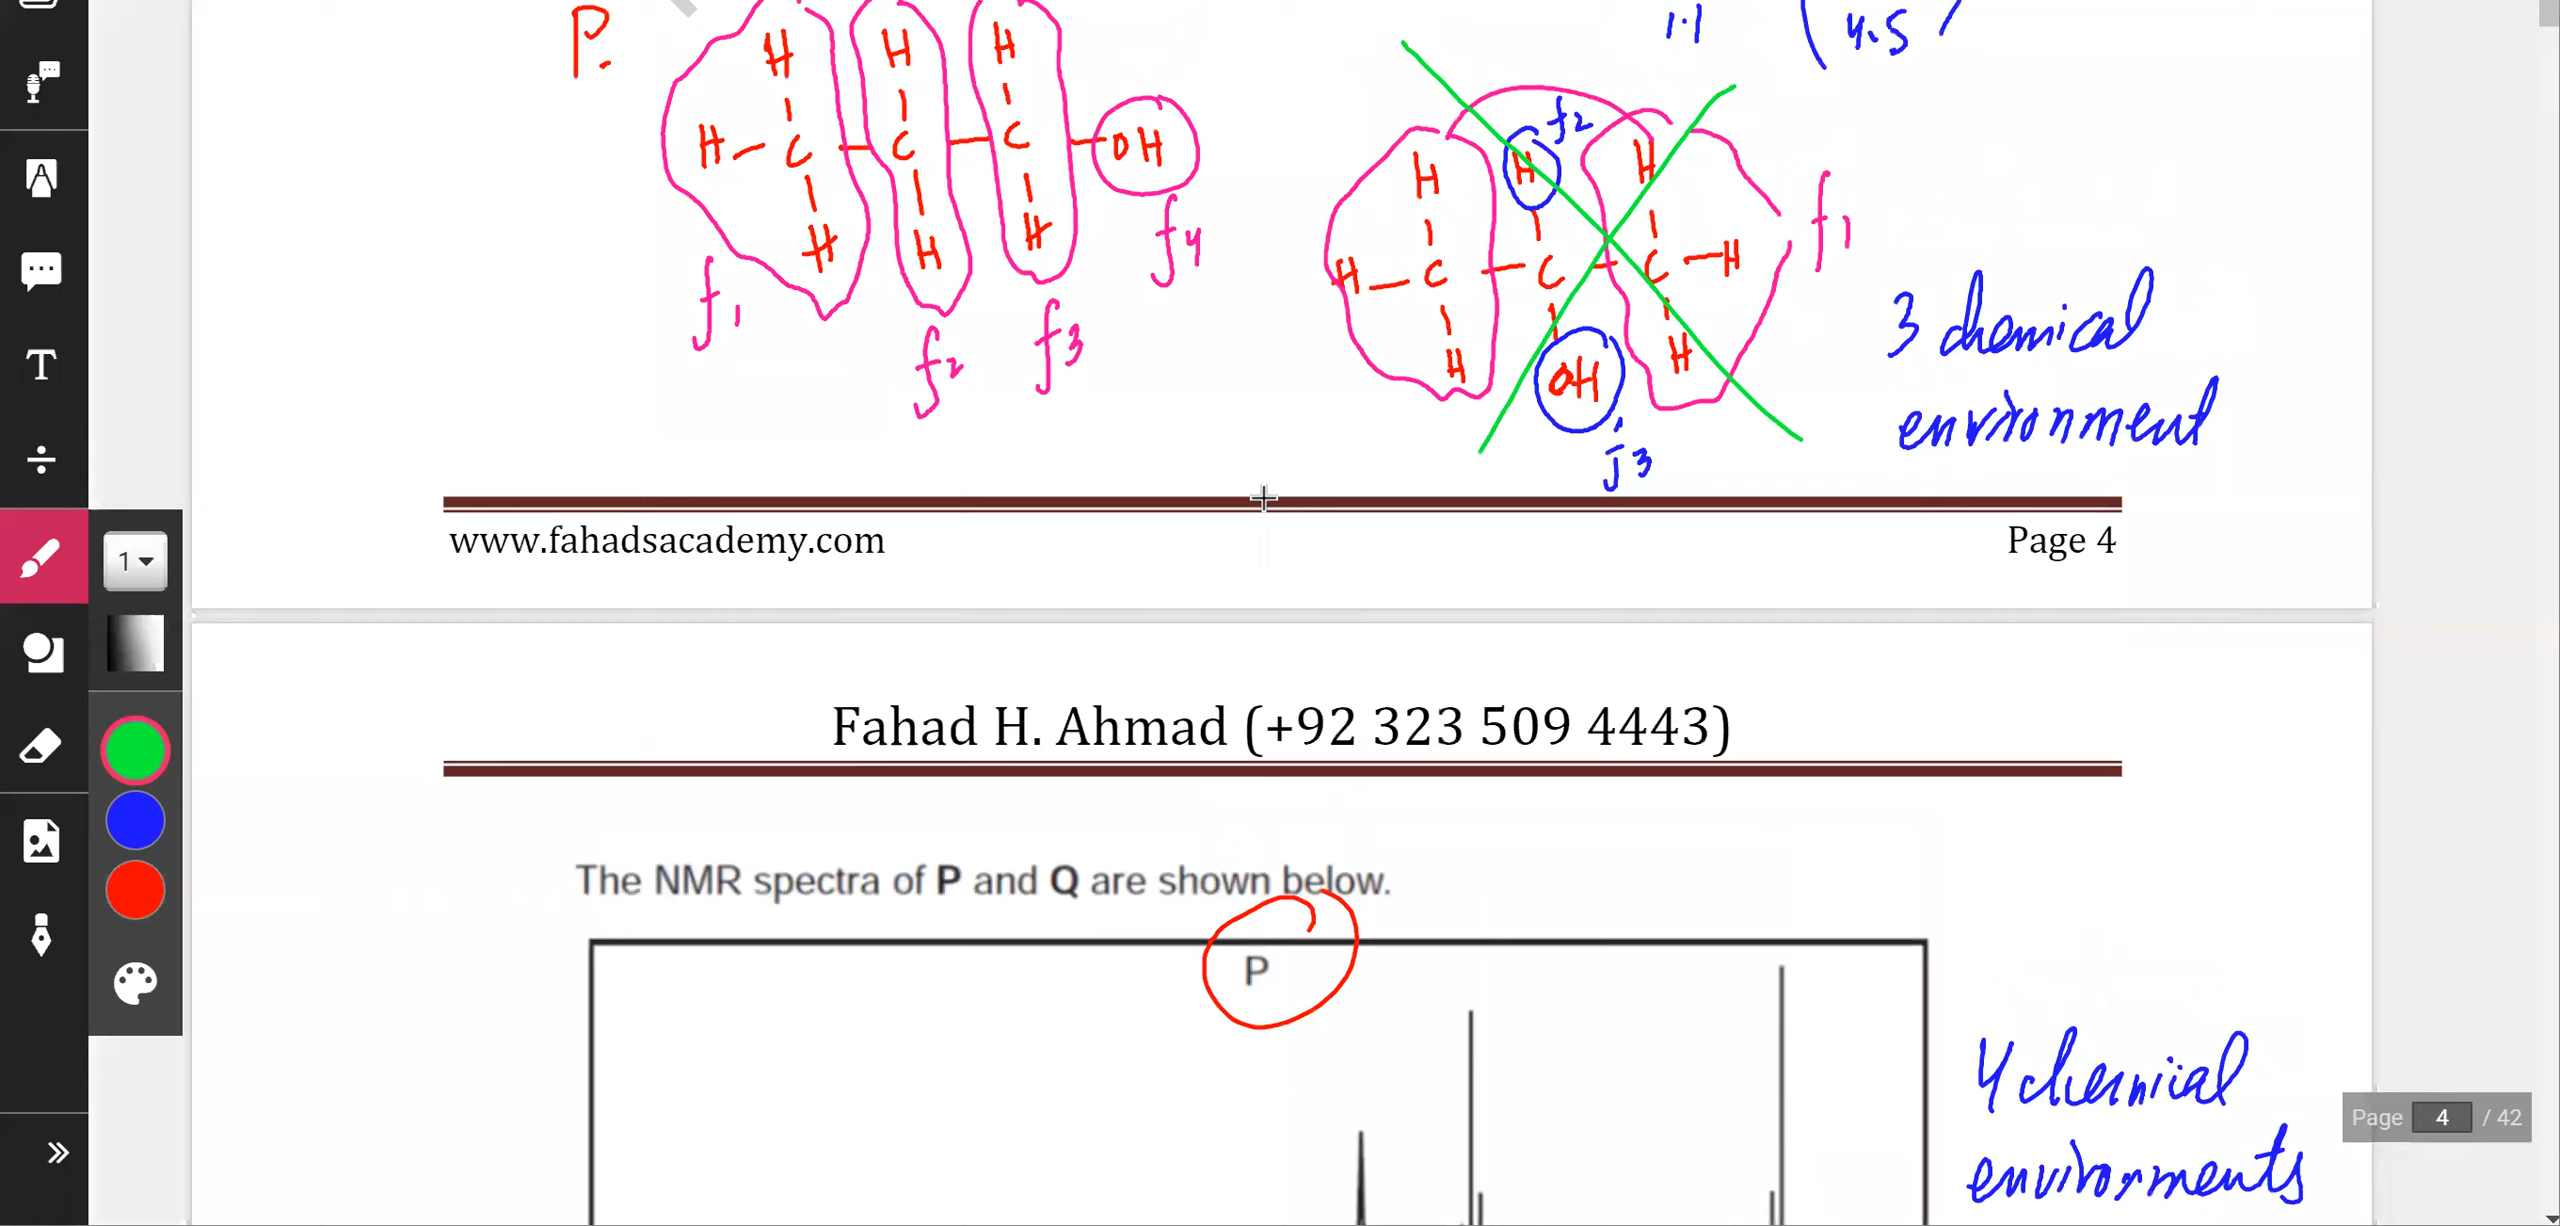 1.1
4.5
P.
H H H
H - C - C - C - OH
H H H
f1 f2 f3 f4
f2
H H H
H - C - C - C - H
H OH H
f1
f3
3 chemical
environment
www.fahadsacademy.com
Page 4
Fahad H. Ahmad (+92 323 509 4443)
The NMR spectra of P and Q are shown below.
P
4 chemical
environments
Page 4 / 42
T
1